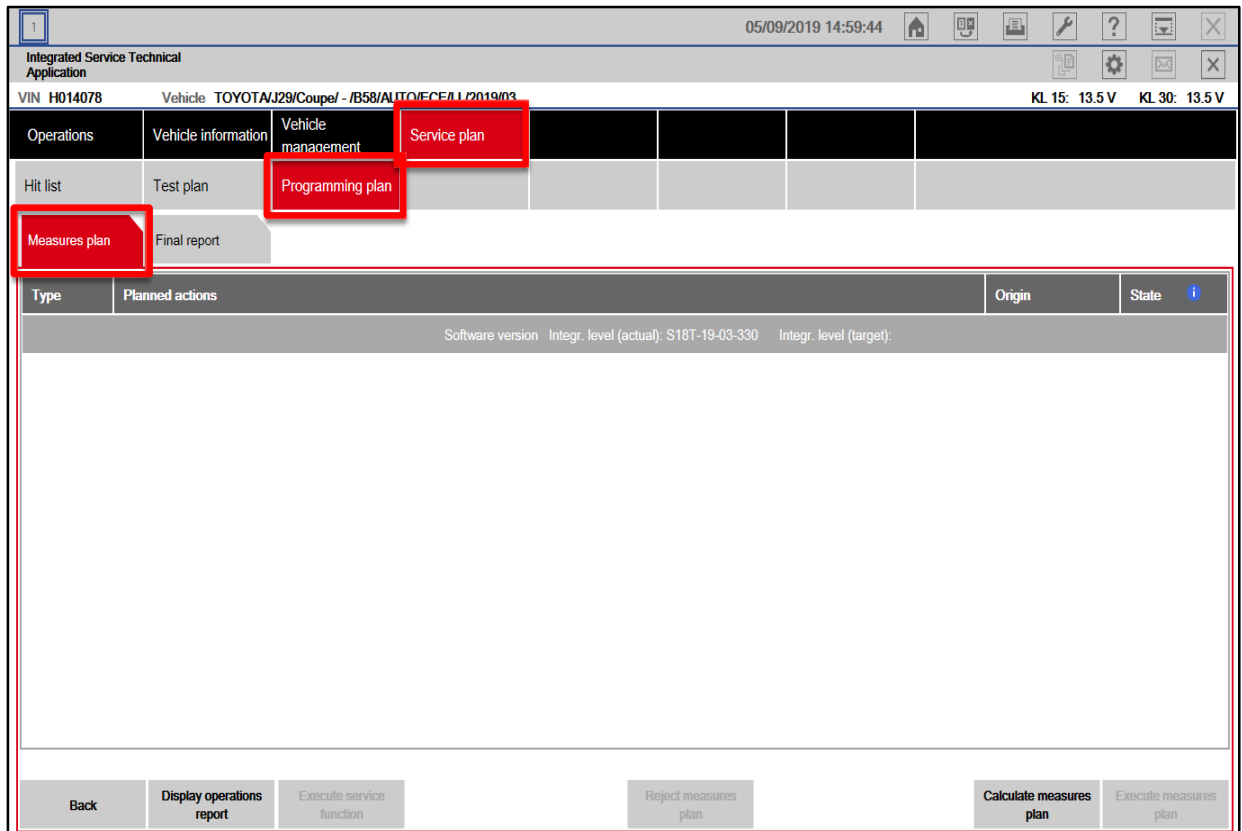 1
05/09/2019 14:59:44
?
Integrated Service Technical
Application
VIN H014078 Vehicle TOYOTA/J29/Coupe/ - /B58/AUTO/ECE/LL/2019/03 KL 15: 13.5 V KL 30: 13.5 V
Operations Vehicle information Vehicle management Service plan
Hit list Test plan Programming plan
Measures plan Final report
Type Planned actions Origin State i
Software version Integr. level (actual): S18T-19-03-330 Integr. level (target):
Back Display operations report Execute service function Reject measures plan Calculate measures plan Execute measures plan